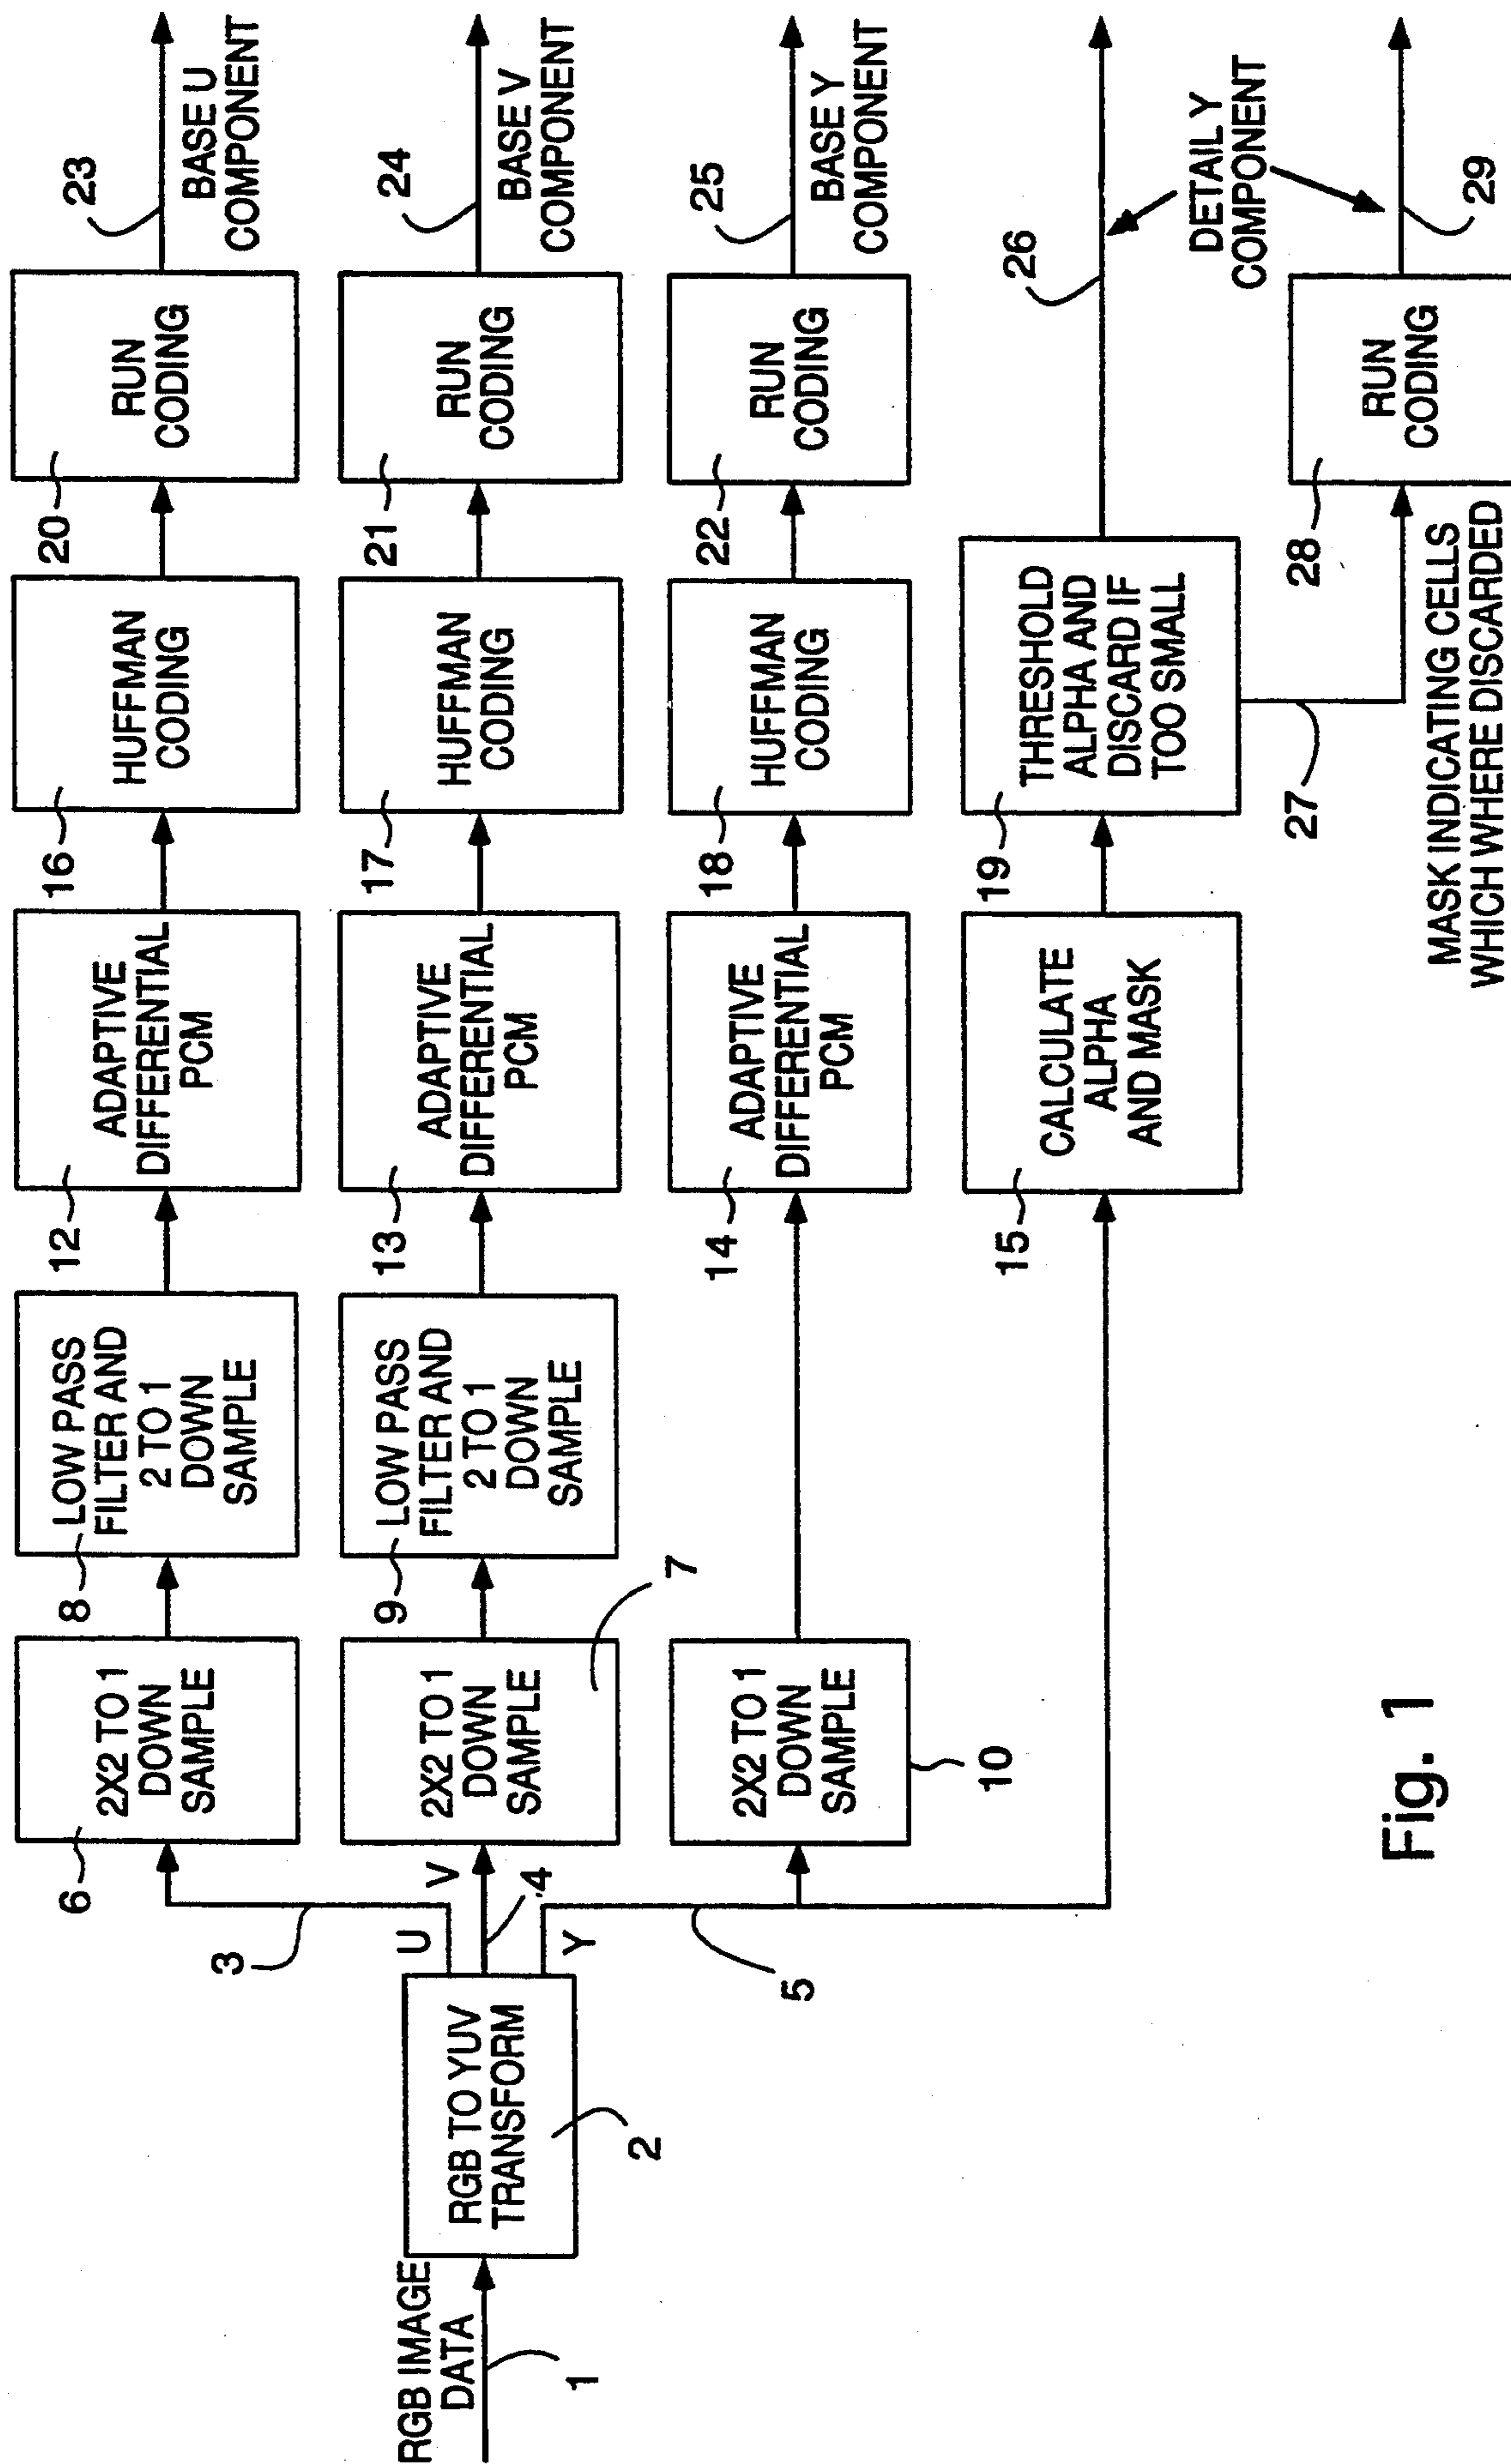 RGB IMAGE
DATA
1
RGB TO YUV
TRANSFORM
2
U
V
Y
3
4
5
2X2 TO 1
DOWN
SAMPLE
6
LOW PASS
FILTER AND
2 TO 1
DOWN
SAMPLE
8
ADAPTIVE
DIFFERENTIAL
PCM
12
HUFFMAN
CODING
16
RUN
CODING
20
23
BASE U
COMPONENT
2X2 TO 1
DOWN
SAMPLE
7
LOW PASS
FILTER AND
2 TO 1
DOWN
SAMPLE
9
ADAPTIVE
DIFFERENTIAL
PCM
13
HUFFMAN
CODING
17
RUN
CODING
21
24
BASE V
COMPONENT
2X2 TO 1
DOWN
SAMPLE
10
ADAPTIVE
DIFFERENTIAL
PCM
14
HUFFMAN
CODING
18
RUN
CODING
22
25
BASE Y
COMPONENT
CALCULATE
ALPHA
AND MASK
15
THRESHOLD
ALPHA AND
DISCARD IF
TOO SMALL
19
26
DETAIL Y
COMPONENT
27
MASK INDICATING CELLS
WHICH WHERE DISCARDED
RUN
CODING
28
29
Fig. 1